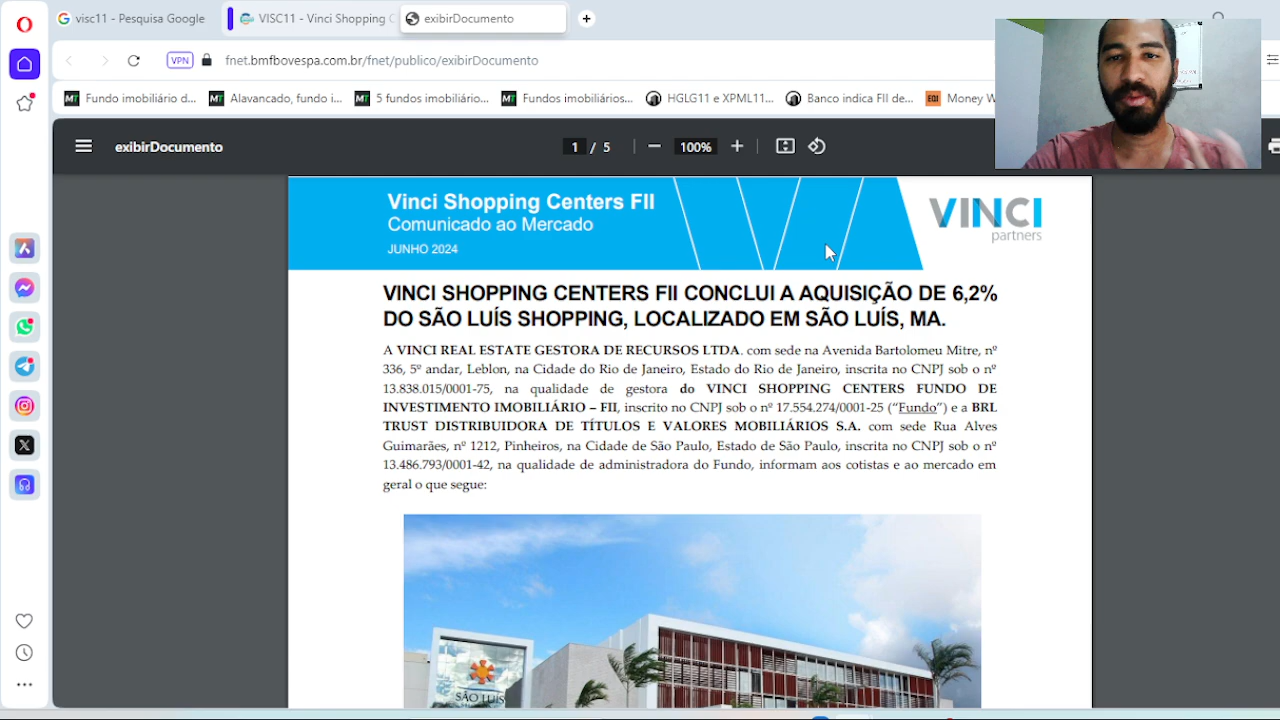 visc11 - Pesquisa Google
VISC11 - Vinci Shopping C
exibirDocumento
VPN
fnet.bmfbovespa.com.br/fnet/publico/exibirDocumento
Fundo imobiliário d...
Alavancado, fundo i...
5 fundos imobiliário...
Fundos imobiliários...
HGLG11 e XPML11...
Banco indica FII de...
EQI
Money W
exibirDocumento
1 / 5
100%
Vinci Shopping Centers FII
Comunicado ao Mercado
JUNHO 2024
VINCI
partners
VINCI SHOPPING CENTERS FII CONCLUI A AQUISIÇÃO DE 6,2%
DO SÃO LUÍS SHOPPING, LOCALIZADO EM SÃO LUÍS, MA.
A VINCI REAL ESTATE GESTORA DE RECURSOS LTDA. com sede na Avenida Bartolomeu Mitre, nº
336, 5º andar, Leblon, na Cidade do Rio de Janeiro, Estado do Rio de Janeiro, inscrita no CNPJ sob o nº
13.838.015/0001-75, na qualidade de gestora do VINCI SHOPPING CENTERS FUNDO DE
INVESTIMENTO IMOBILIÁRIO – FII, inscrito no CNPJ sob o nº 17.554.274/0001-25 (“Fundo”) e a BRL
TRUST DISTRIBUIDORA DE TÍTULOS E VALORES MOBILIÁRIOS S.A. com sede Rua Alves
Guimarães, nº 1212, Pinheiros, na Cidade de São Paulo, Estado de São Paulo, inscrita no CNPJ sob o nº
13.486.793/0001-42, na qualidade de administradora do Fundo, informam aos cotistas e ao mercado em
geral o que segue:
SÃO LUÍS